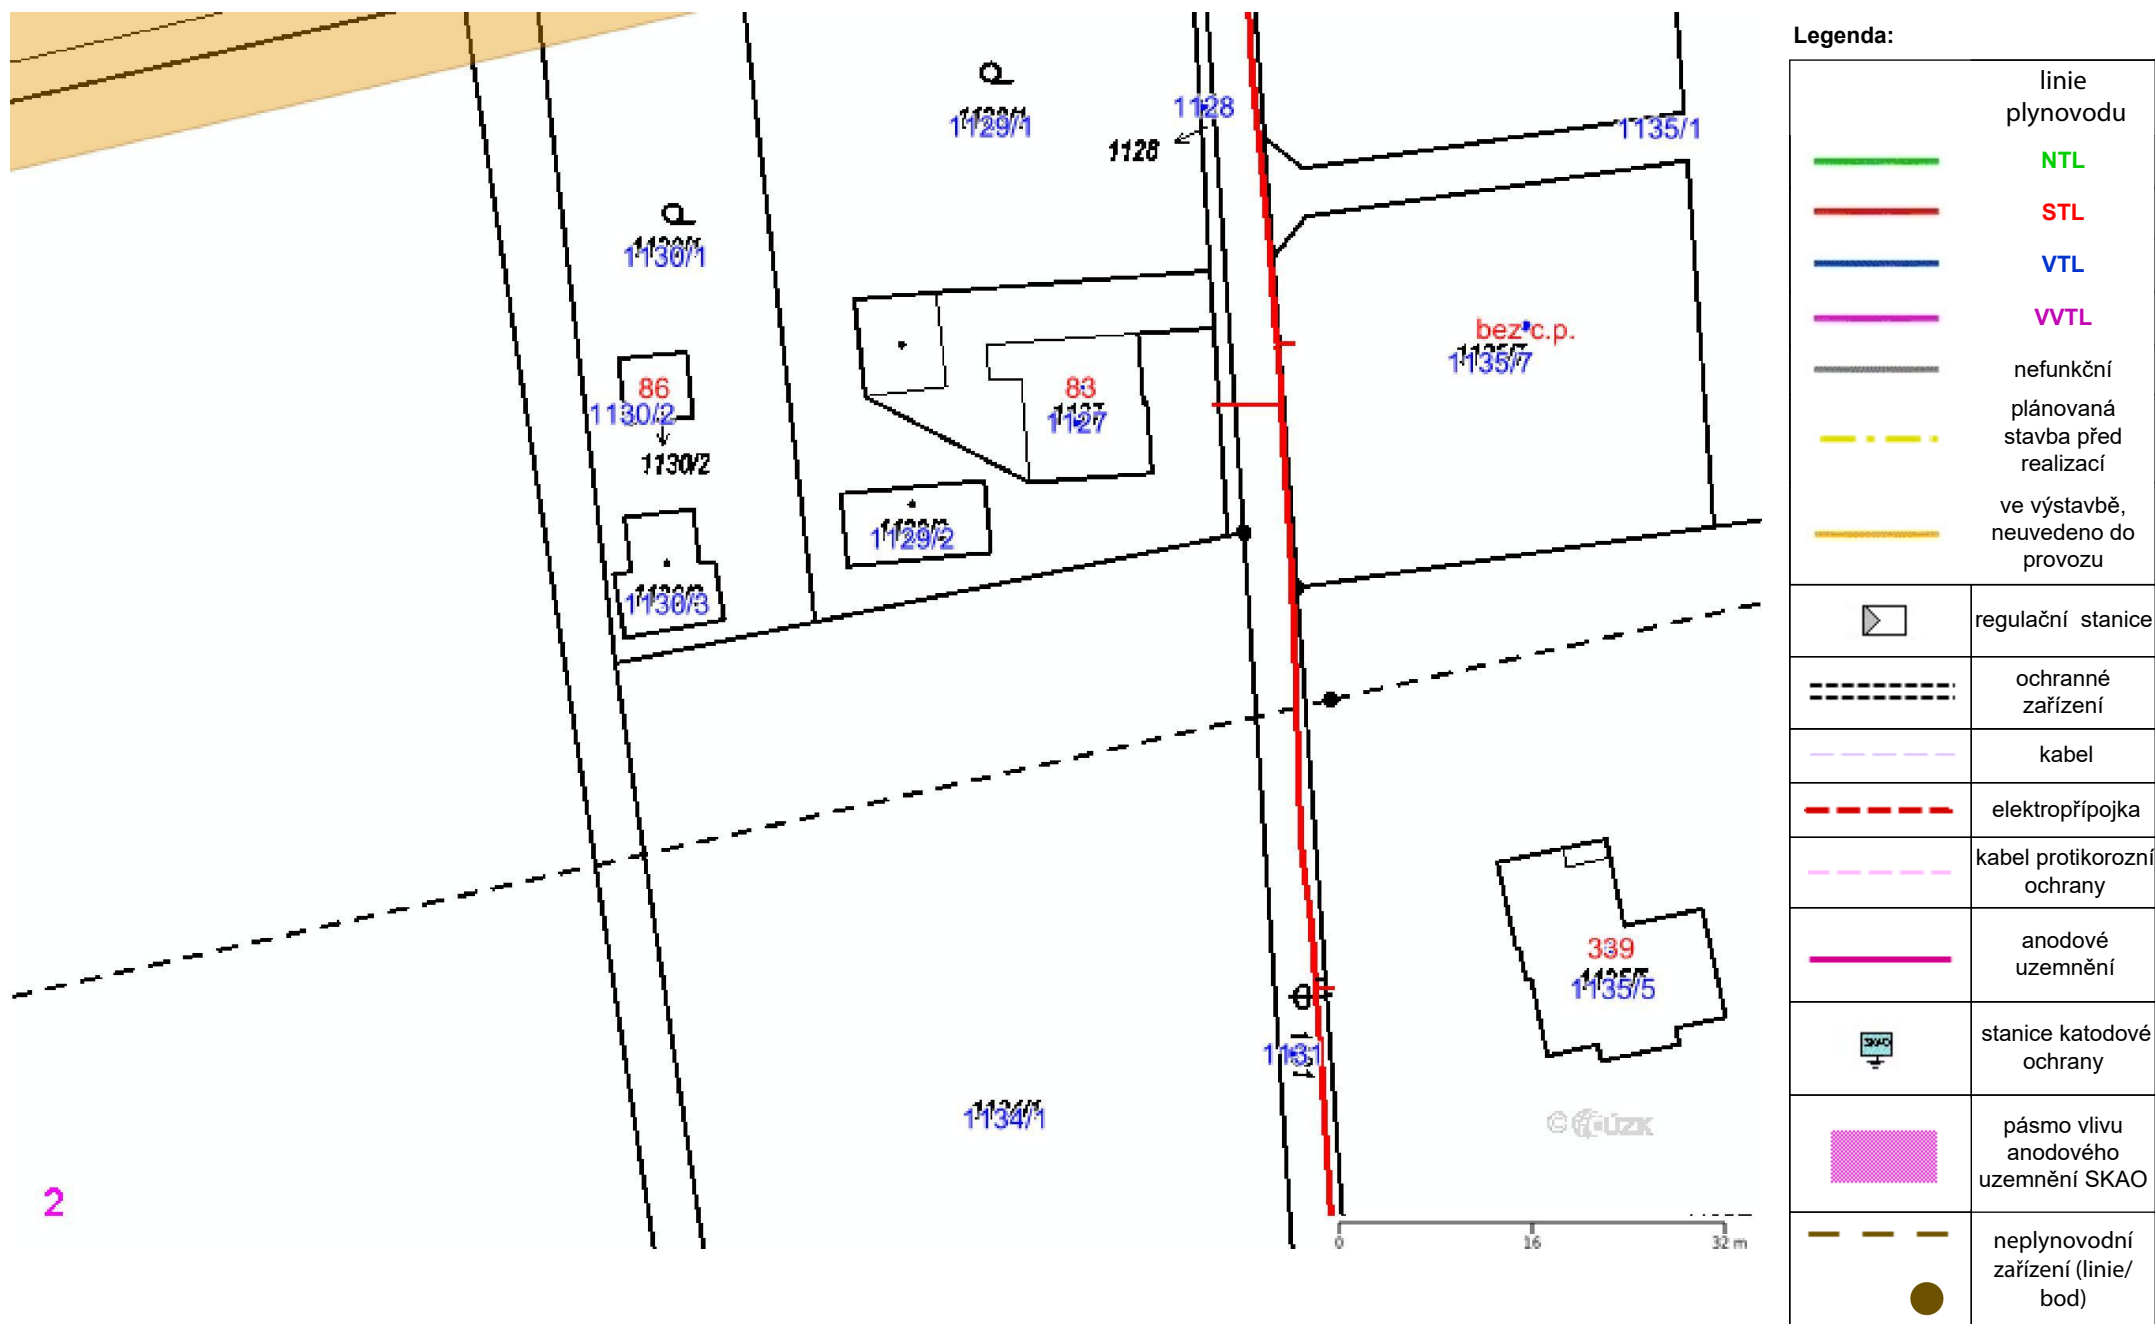 1129/1
1128
1128
1135/1
1130/1
bez c.p.
1135/7
86
1130/2
1130/2
83
1127
1129/2
1130/3
339
1135/5
1131
1134/1
2
0 16 32 m
Legenda:
linie
plynovodu
NTL
STL
VTL
VVTL
nefunkční
plánovaná
stavba před
realizací
ve výstavbě,
neuvedeno do
provozu
regulační stanice
ochranné
zařízení
kabel
elektropřípojka
kabel protikorozní
ochrany
anodové
uzemnění
SKAO
stanice katodové
ochrany
pásmo vlivu
anodového
uzemnění SKAO
neplynovodní
zařízení (linie/
bod)